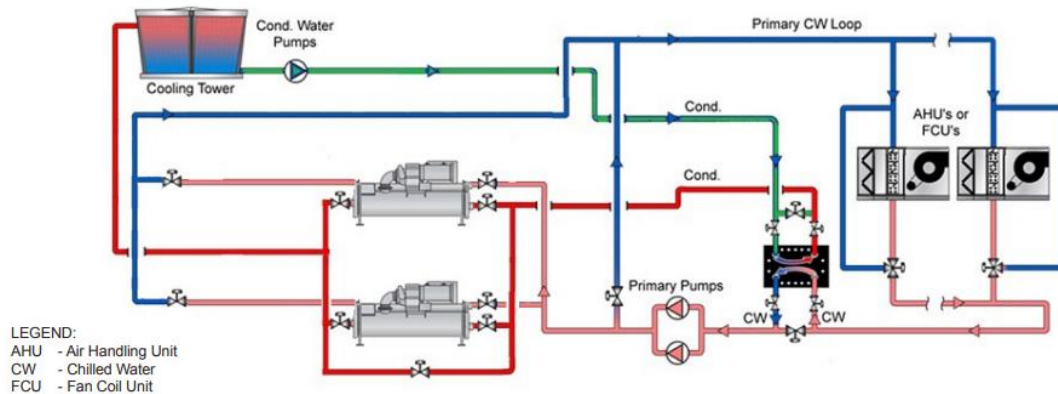 Cond. Water
Pumps
Primary CW Loop
Cooling Tower
Cond.
AHU's or
FCU's
Cond.
Primary Pumps
CW
CW
LEGEND:
AHU - Air Handling Unit
CW - Chilled Water
FCU - Fan Coil Unit